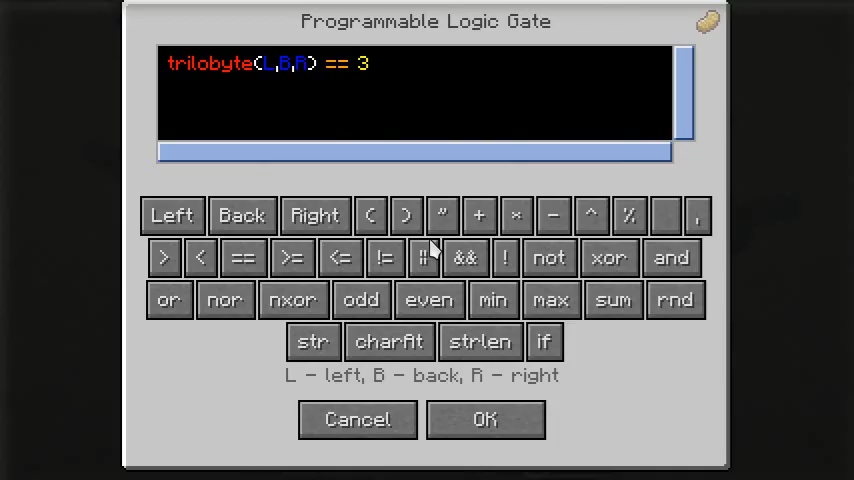 Programmable Logic Gate
trilobyte(L,B,R) == 3
Left Back Right ( ) " + * - ^ % ,
> < == >= <= != || && ! not xor and
or nor nxor odd even min max sum rnd
str charAt strlen if
L - left, B - back, R - right
Cancel OK